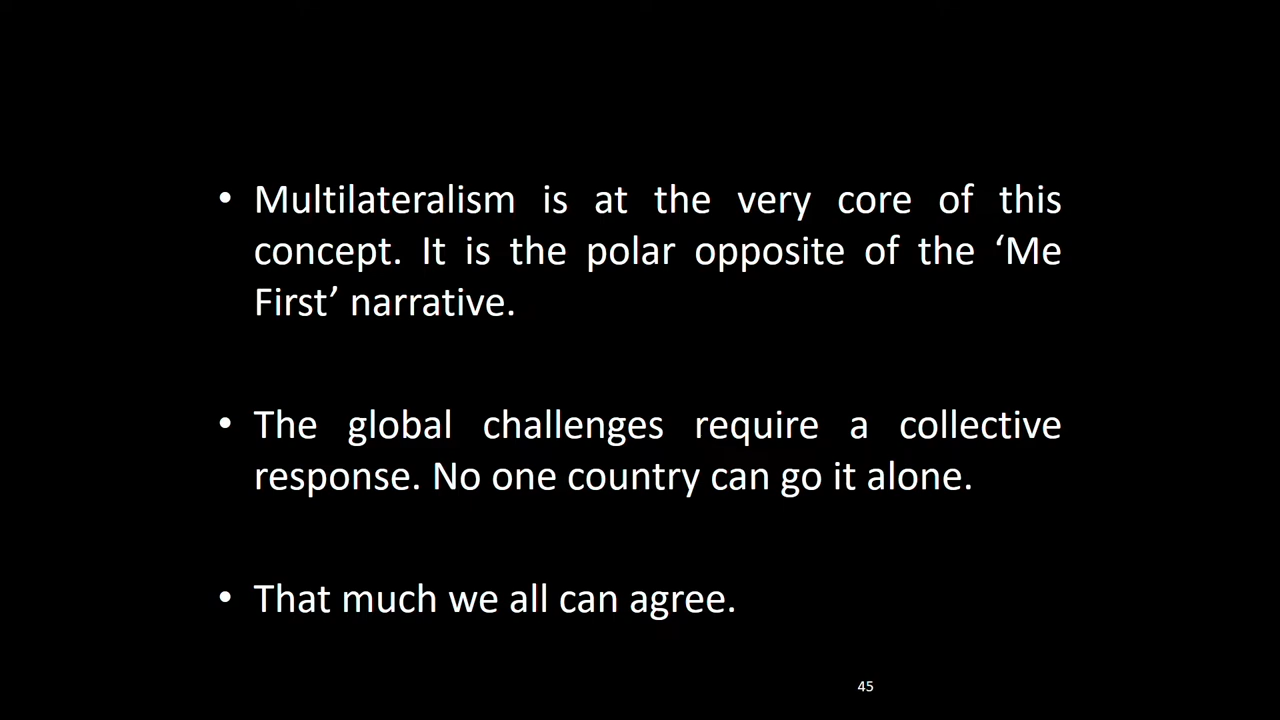 • Multilateralism is at the very core of this
concept. It is the polar opposite of the ‘Me
First’ narrative.
• The global challenges require a collective
response. No one country can go it alone.
• That much we all can agree.
45